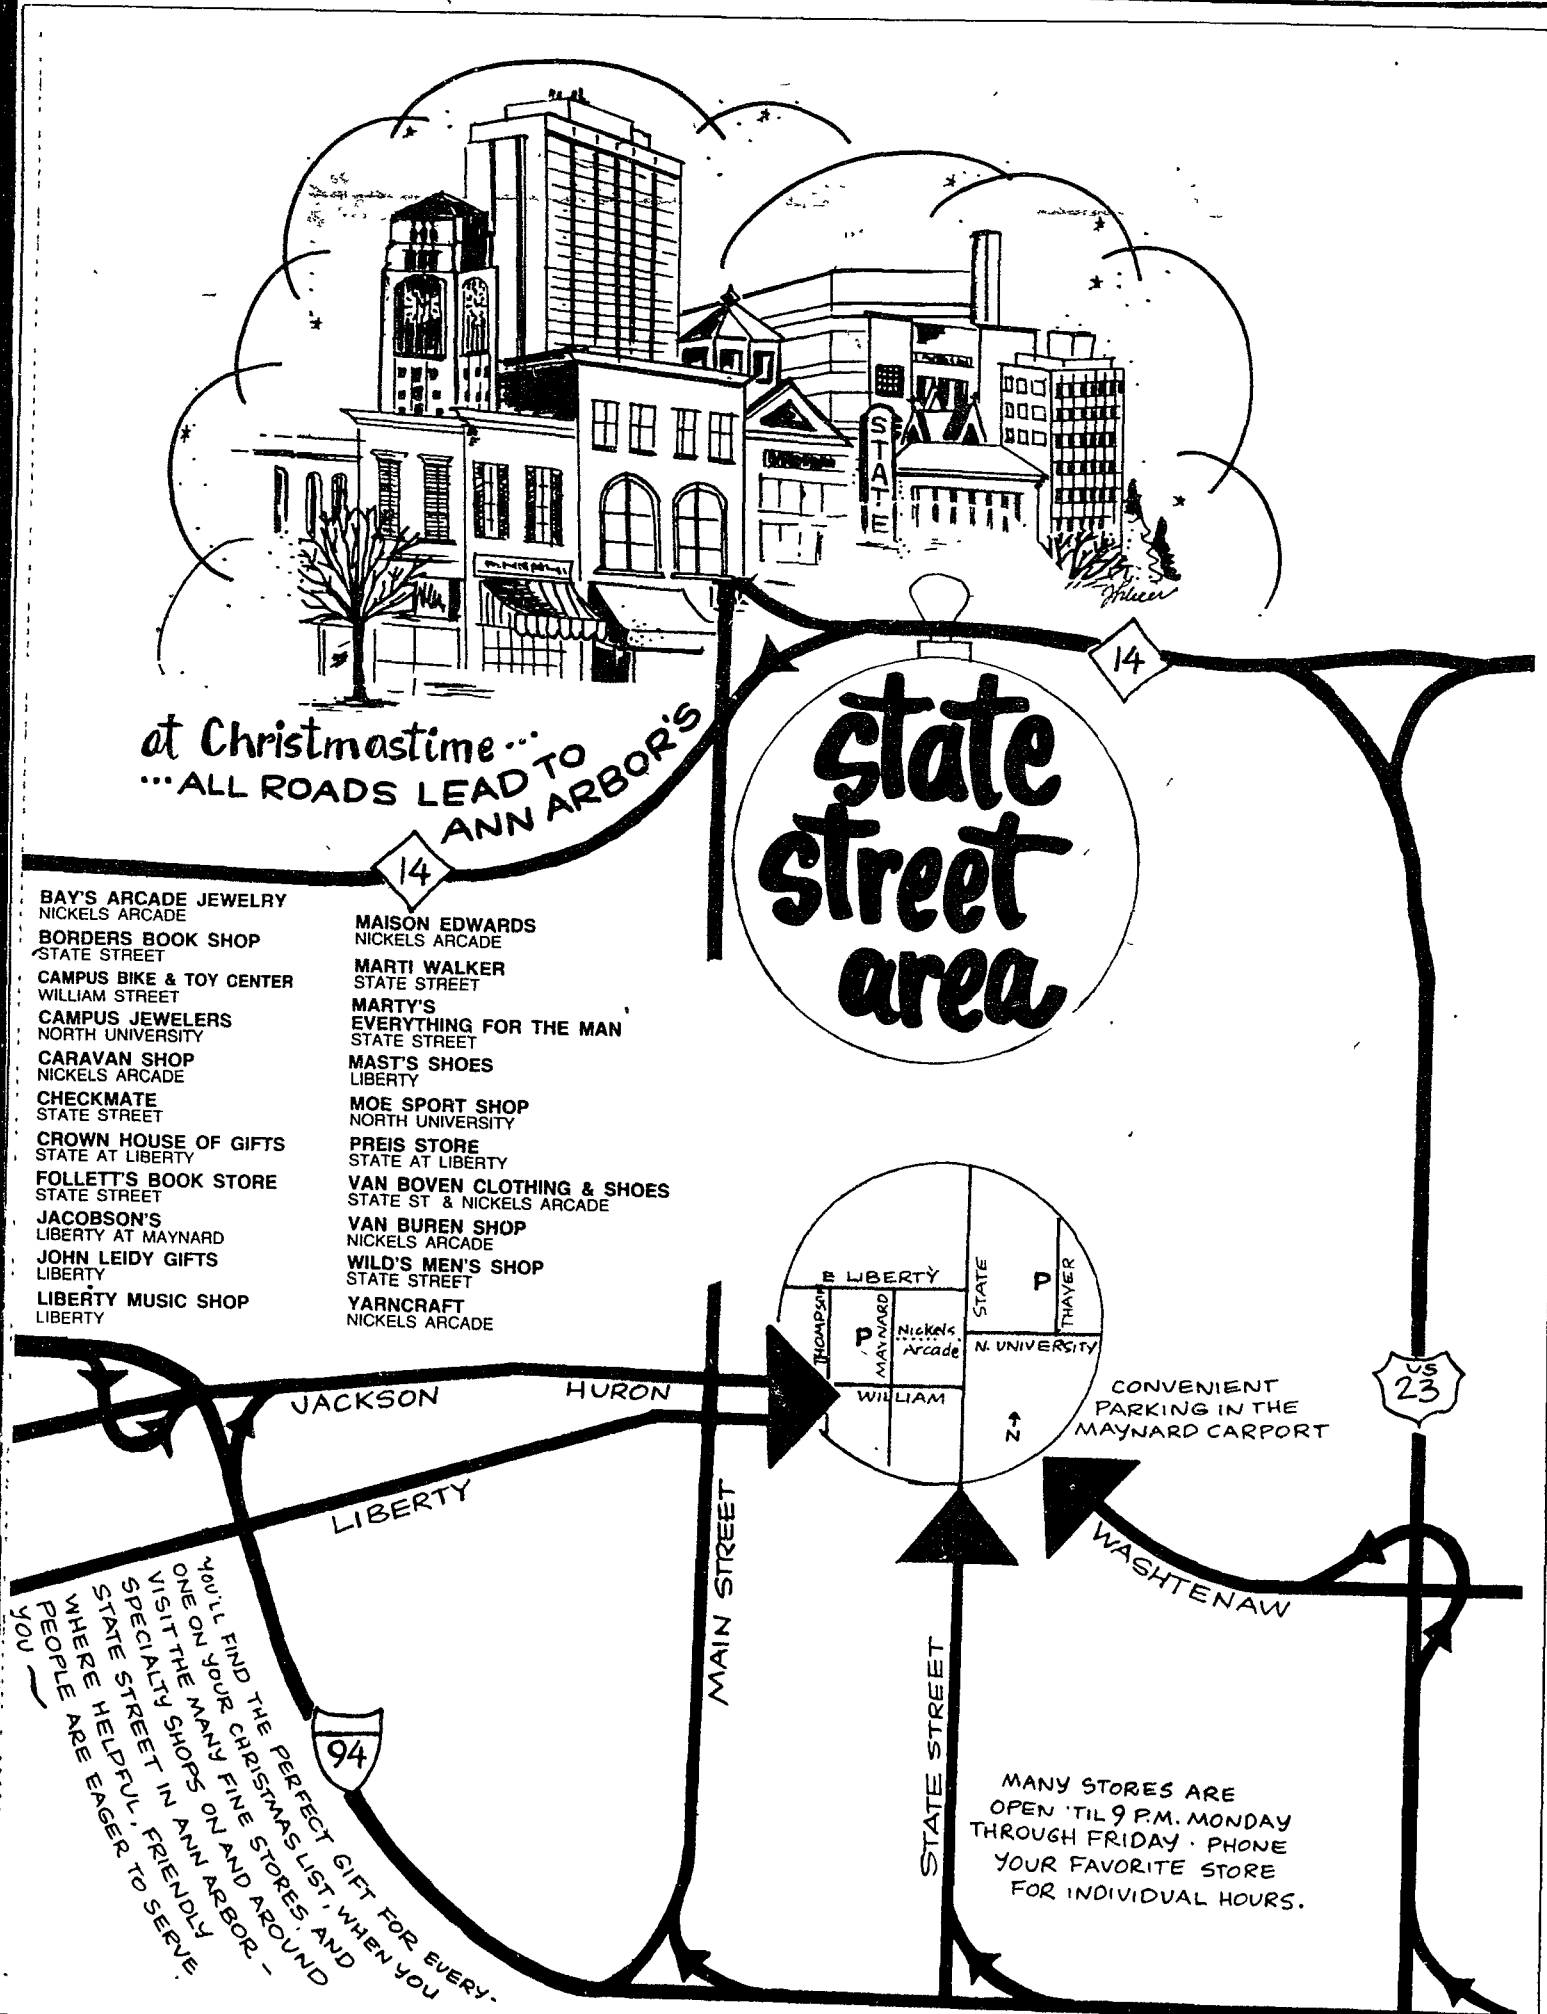 STATE
14
at Christmastime...
...ALL ROADS LEAD TO
ANN ARBOR'S
state
street
area
14
BAY'S ARCADE JEWELRY
NICKELS ARCADE
BORDERS BOOK SHOP
STATE STREET
CAMPUS BIKE & TOY CENTER
WILLIAM STREET
CAMPUS JEWELERS
NORTH UNIVERSITY
CARAVAN SHOP
NICKELS ARCADE
CHECKMATE
STATE STREET
CROWN HOUSE OF GIFTS
STATE AT LIBERTY
FOLLETT'S BOOK STORE
STATE STREET
JACOBSON'S
LIBERTY AT MAYNARD
JOHN LEIDY GIFTS
LIBERTY
LIBERTY MUSIC SHOP
LIBERTY
MAISON EDWARDS
NICKELS ARCADE
MARTI WALKER
STATE STREET
MARTY'S
EVERYTHING FOR THE MAN
STATE STREET
MAST'S SHOES
LIBERTY
MOE SPORT SHOP
NORTH UNIVERSITY
PREIS STORE
STATE AT LIBERTY
VAN BOVEN CLOTHING & SHOES
STATE ST & NICKELS ARCADE
VAN BUREN SHOP
NICKELS ARCADE
WILD'S MEN'S SHOP
STATE STREET
YARNCRAFT
NICKELS ARCADE
E LIBERTY
STATE
P
THAYER
THOMPSON
P
MAYNARD
Nickels
Arcade
N. UNIVERSITY
WILLIAM
N
CONVENIENT
PARKING IN THE
MAYNARD CARPORT
US
23
JACKSON
HURON
LIBERTY
MAIN STREET
WASHTENAW
STATE STREET
94
YOU'LL FIND THE PERFECT GIFT FOR EVERY-
ONE ON YOUR CHRISTMAS LIST, WHEN YOU
VISIT THE MANY FINE STORES AND
SPECIALTY SHOPS ON AND AROUND
STATE STREET IN ANN ARBOR -
WHERE HELPFUL, FRIENDLY
PEOPLE ARE EAGER TO SERVE
YOU
MANY STORES ARE
OPEN 'TIL 9 P.M. MONDAY
THROUGH FRIDAY · PHONE
YOUR FAVORITE STORE
FOR INDIVIDUAL HOURS.